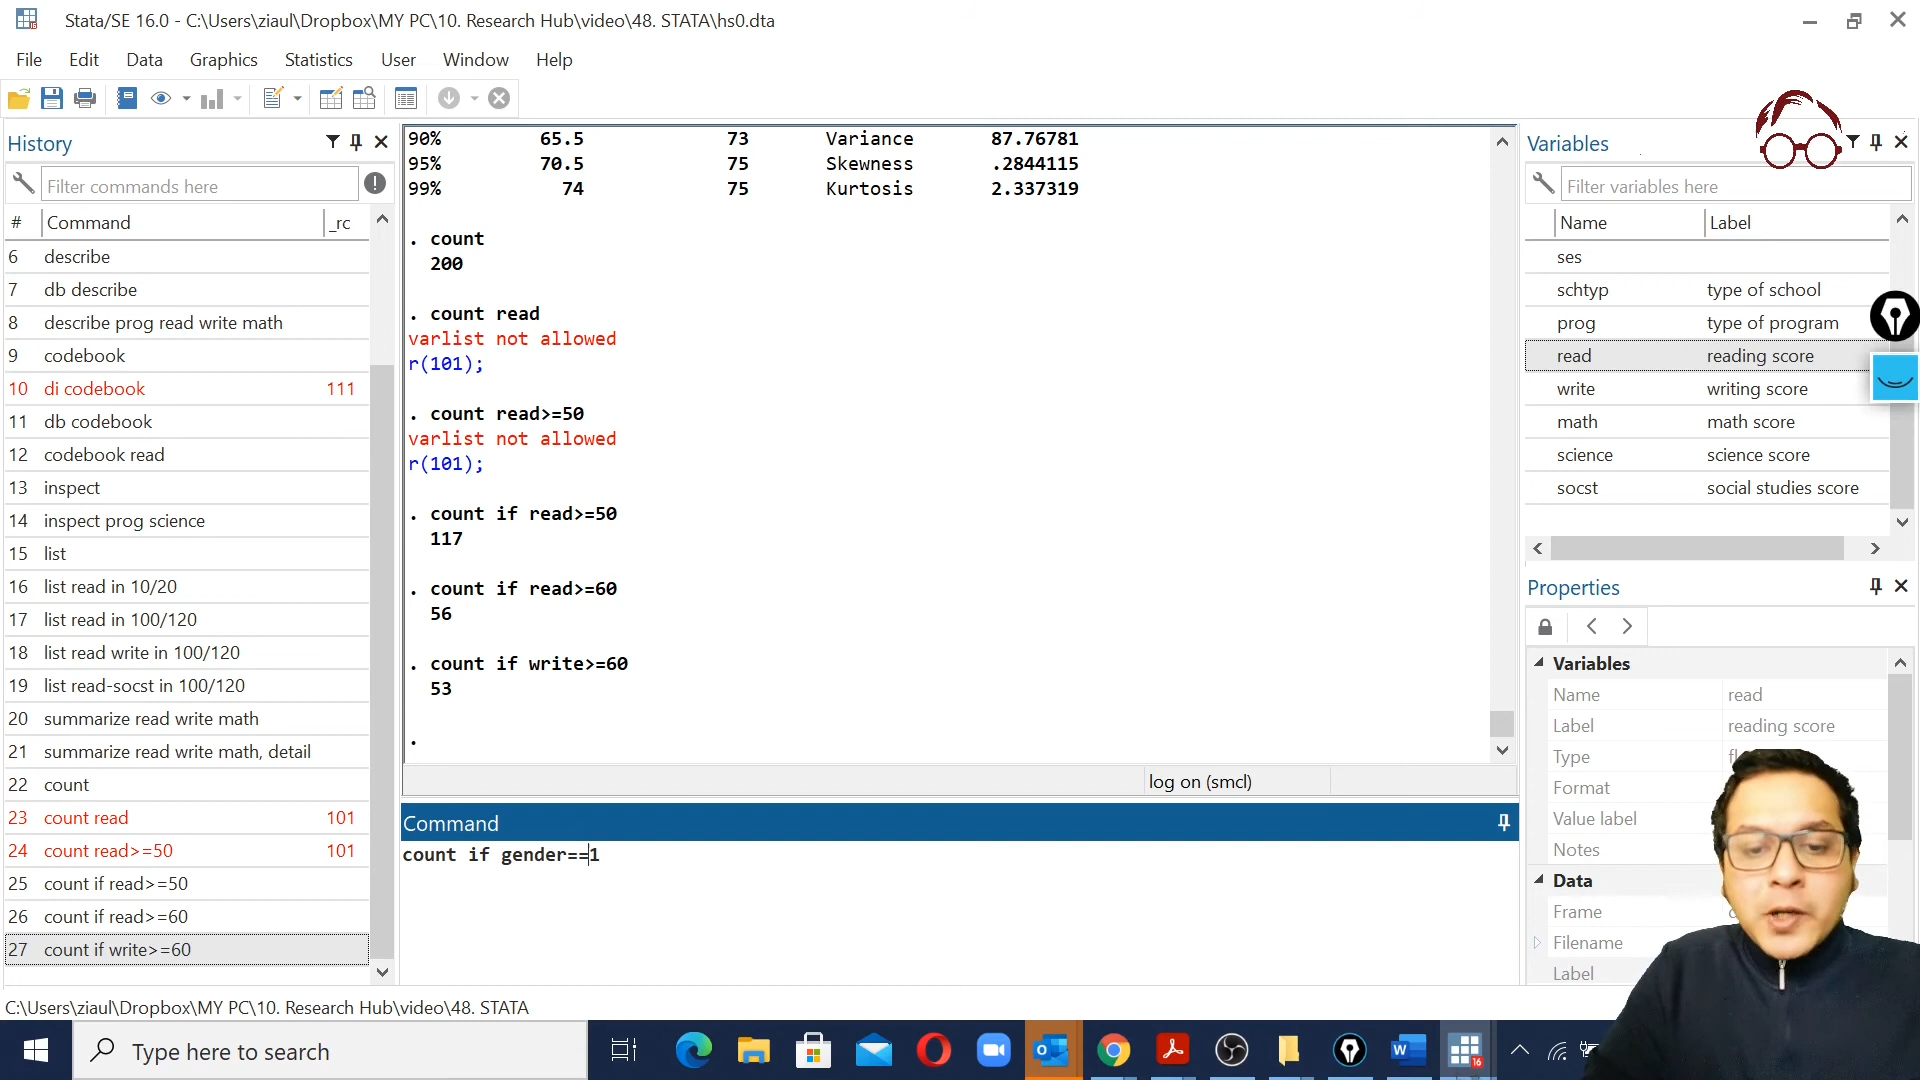 Stata/SE 16.0 - C:\Users\ziaul\Dropbox\MY PC\10. Research Hub\video\48. STATA\hs0.dta
File Edit Data Graphics Statistics User Window Help
History
Filter commands here
# Command _rc
6 describe
7 db describe
8 describe prog read write math
9 codebook
10 di codebook 111
11 db codebook
12 codebook read
13 inspect
14 inspect prog science
15 list
16 list read in 10/20
17 list read in 100/120
18 list read write in 100/120
19 list read-socst in 100/120
20 summarize read write math
21 summarize read write math, detail
22 count
23 count read 101
24 count read>=50 101
25 count if read>=50
26 count if read>=60
27 count if write>=60
90% 65.5 73 Variance 87.76781
95% 70.5 75 Skewness .2844115
99% 74 75 Kurtosis 2.337319
. count
200
. count read
varlist not allowed
r(101);
. count read>=50
varlist not allowed
r(101);
. count if read>=50
117
. count if read>=60
56
. count if write>=60
53
.
log on (smcl)
Command
count if gender==1
Variables
Filter variables here
Name Label
ses
schtyp type of school
prog type of program
read reading score
write writing score
math math score
science science score
socst social studies score
Properties
Variables
Name read
Label reading score
Type
Format
Value label
Notes
Data
Frame
Filename
Label
C:\Users\ziaul\Dropbox\MY PC\10. Research Hub\video\48. STATA
Type here to search
16